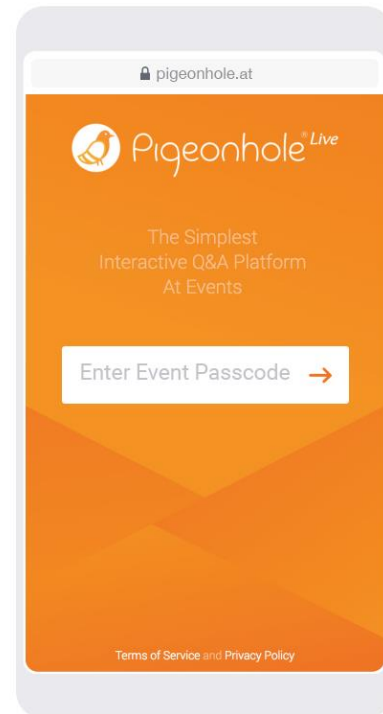 pigeonhole.at
Pigeonhole® Live
The Simplest
Interactive Q&A Platform
At Events
Enter Event Passcode →
Terms of Service and Privacy Policy